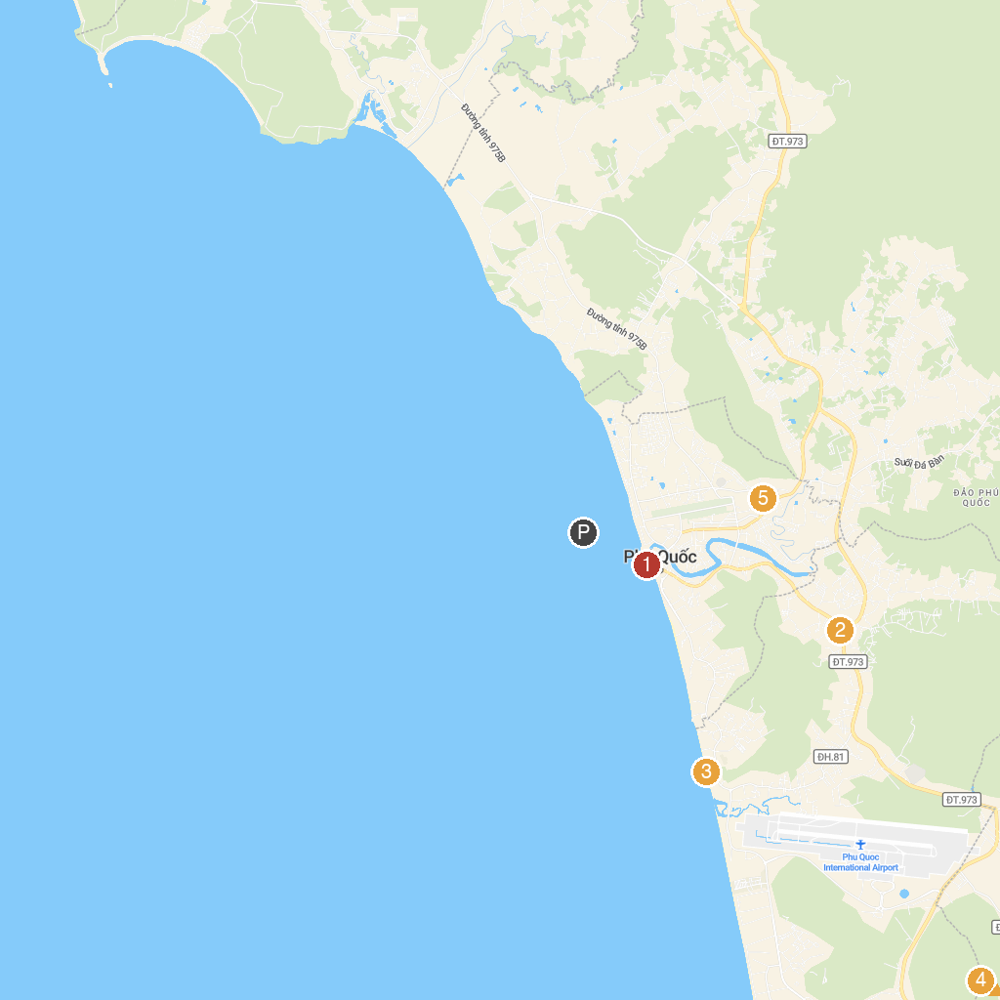 ĐT.973
Đường tỉnh 975B
Đường tỉnh 975B
Suối Đá Bàn
ĐẢO PHÚ
QUỐC
5
P
Phú Quốc
1
2
ĐT.973
ĐH.81
3
ĐT.973
Phu Quoc
International Airport
4